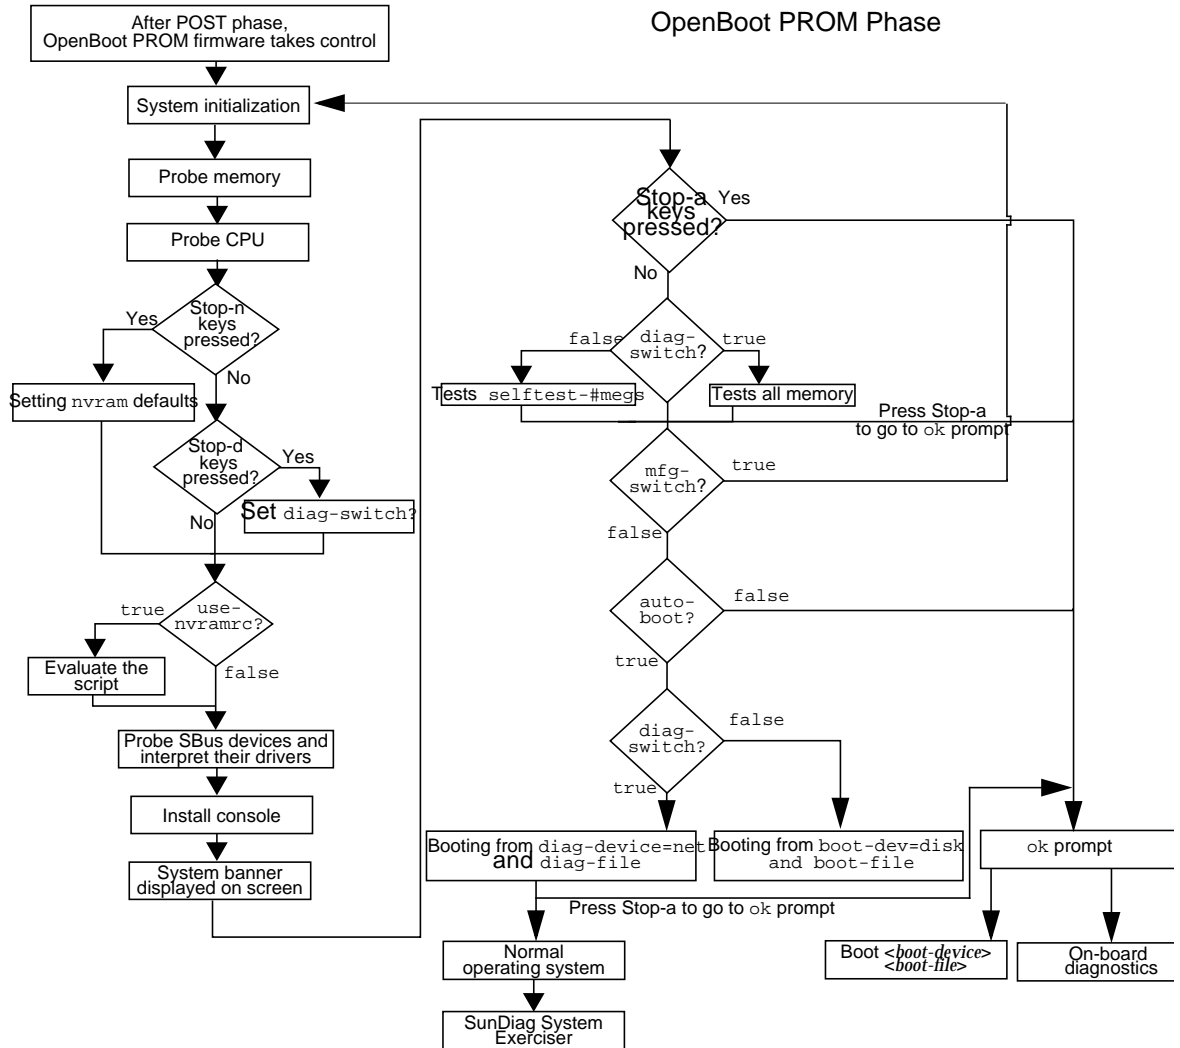 OpenBoot PROM Phase
After POST phase,
OpenBoot PROM firmware takes control
System initialization
Probe memory
Probe CPU
Stop-n
keys
pressed?
Yes
No
Setting nvram defaults
Stop-d
keys
pressed?
Yes
No
Set diag-switch?
use-
nvramrc?
true
false
Evaluate the
script
Probe SBus devices and
interpret their drivers
Install console
System banner
displayed on screen
Stop-a
keys
pressed?
Yes
No
diag-
switch?
false
true
Tests selftest-#megs
Tests all memory
Press Stop-a
to go to ok prompt
mfg-
switch?
true
false
auto-
boot?
false
true
diag-
switch?
false
true
Booting from diag-device=net
and diag-file
Booting from boot-dev=disk
and boot-file
ok prompt
Press Stop-a to go to ok prompt
Normal
operating system
Boot <boot-device>
<boot-file>
On-board
diagnostics
SunDiag System
Exerciser